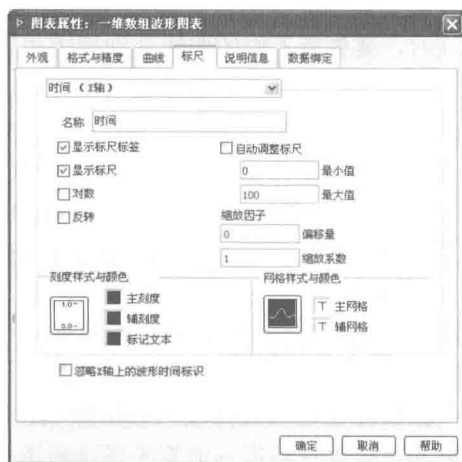 图表属性：一维数组波形图表
外观 格式与精度 曲线 标尺 说明信息 数据绑定
时间（X轴）
名称 时间
显示标尺标签 自动调整标尺
显示标尺 0 最小值
对数 100 最大值
反转 缩放因子
0 偏移量
1 缩放系数
刻度样式与颜色 网格样式与颜色
1.0 主刻度 主网格
0.0 辅刻度 辅网格
标记文本
忽略X轴上的波形时间标识
确定 取消 帮助